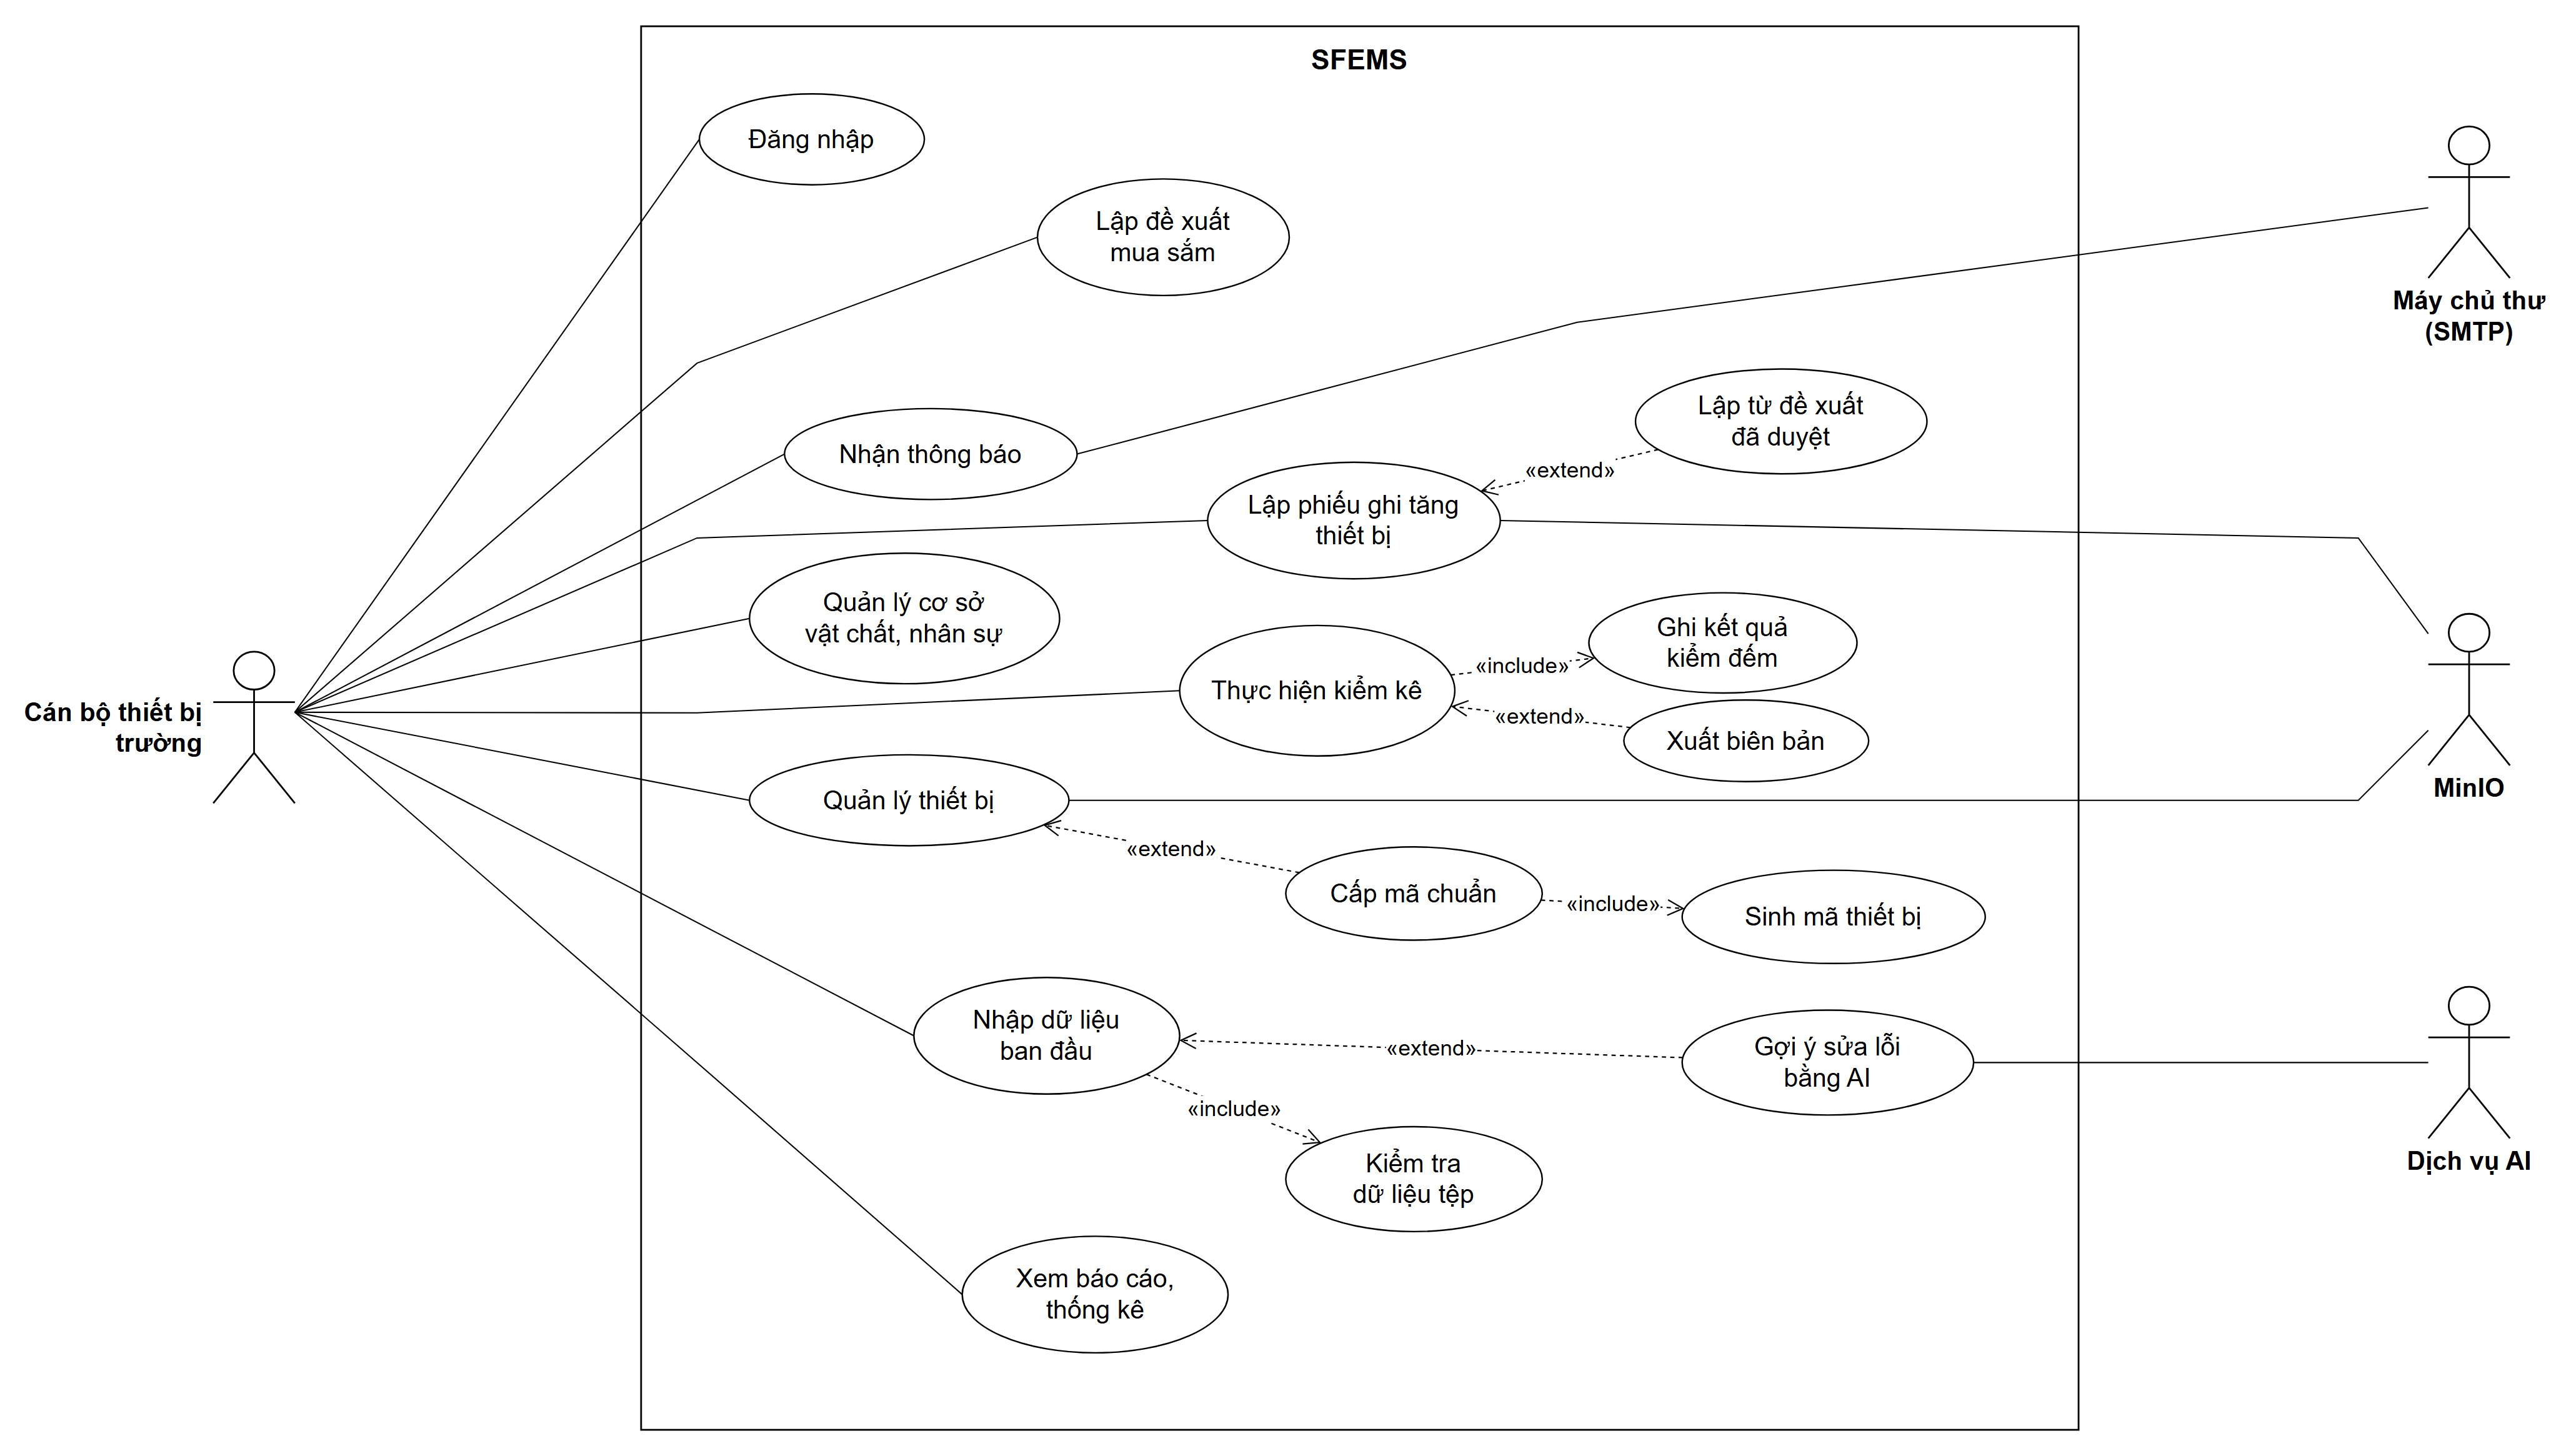 SFEMS
Đăng nhập
Lập đề xuất
mua sắm
Máy chủ thư
(SMTP)
Nhận thông báo
Lập từ đề xuất
đã duyệt
«extend»
Lập phiếu ghi tăng
thiết bị
Quản lý cơ sở
vật chất, nhân sự
Ghi kết quả
kiểm đếm
«include»
Thực hiện kiểm kê
«extend»
Xuất biên bản
Cán bộ thiết bị
trường
MinIO
Quản lý thiết bị
«extend»
Cấp mã chuẩn
«include»
Sinh mã thiết bị
Nhập dữ liệu
ban đầu
«extend»
Gợi ý sửa lỗi
bằng AI
«include»
Kiểm tra
dữ liệu tệp
Dịch vụ AI
Xem báo cáo,
thống kê